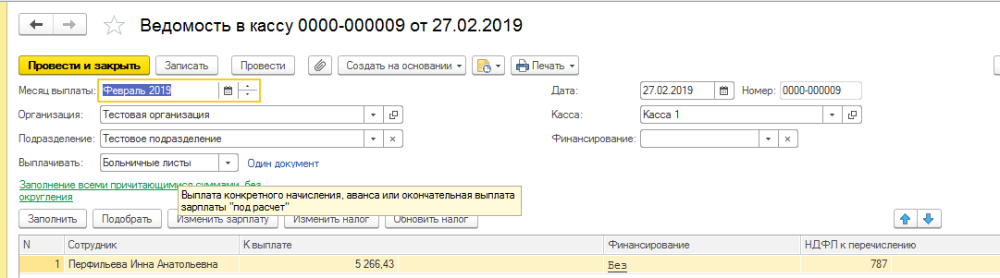 Ведомость в кассу 0000-000009 от 27.02.2019
Провести и закрыть Записать Провести Создать на основании Печать
Месяц выплаты: Февраль 2019 Дата: 27.02.2019 Номер: 0000-000009
Организация: Тестовая организация Касса: Касса 1
Подразделение: Тестовое подразделение Финансирование:
Выплачивать: Больничные листы Один документ
Заполнение всеми причитающимися суммами, без
округления
Выплата конкретного начисления, аванса или окончательная выплата
зарплаты "под расчет"
Заполнить Подобрать Изменить зарплату Изменить налог Обновить налог
N Сотрудник К выплате Финансирование НДФЛ к перечислению
1 Перфильева Инна Анатольевна 5 266,43 Без 787